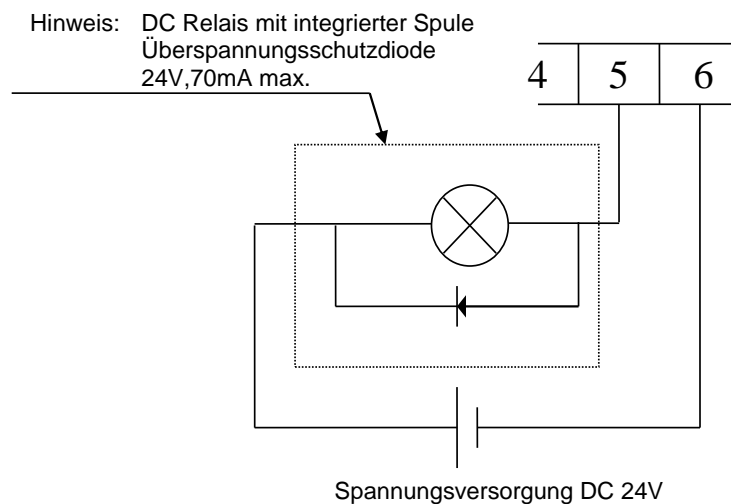 Hinweis: DC Relais mit integrierter Spule
Überspannungsschutzdiode
24V,70mA max.
4 5 6
Spannungsversorgung DC 24V